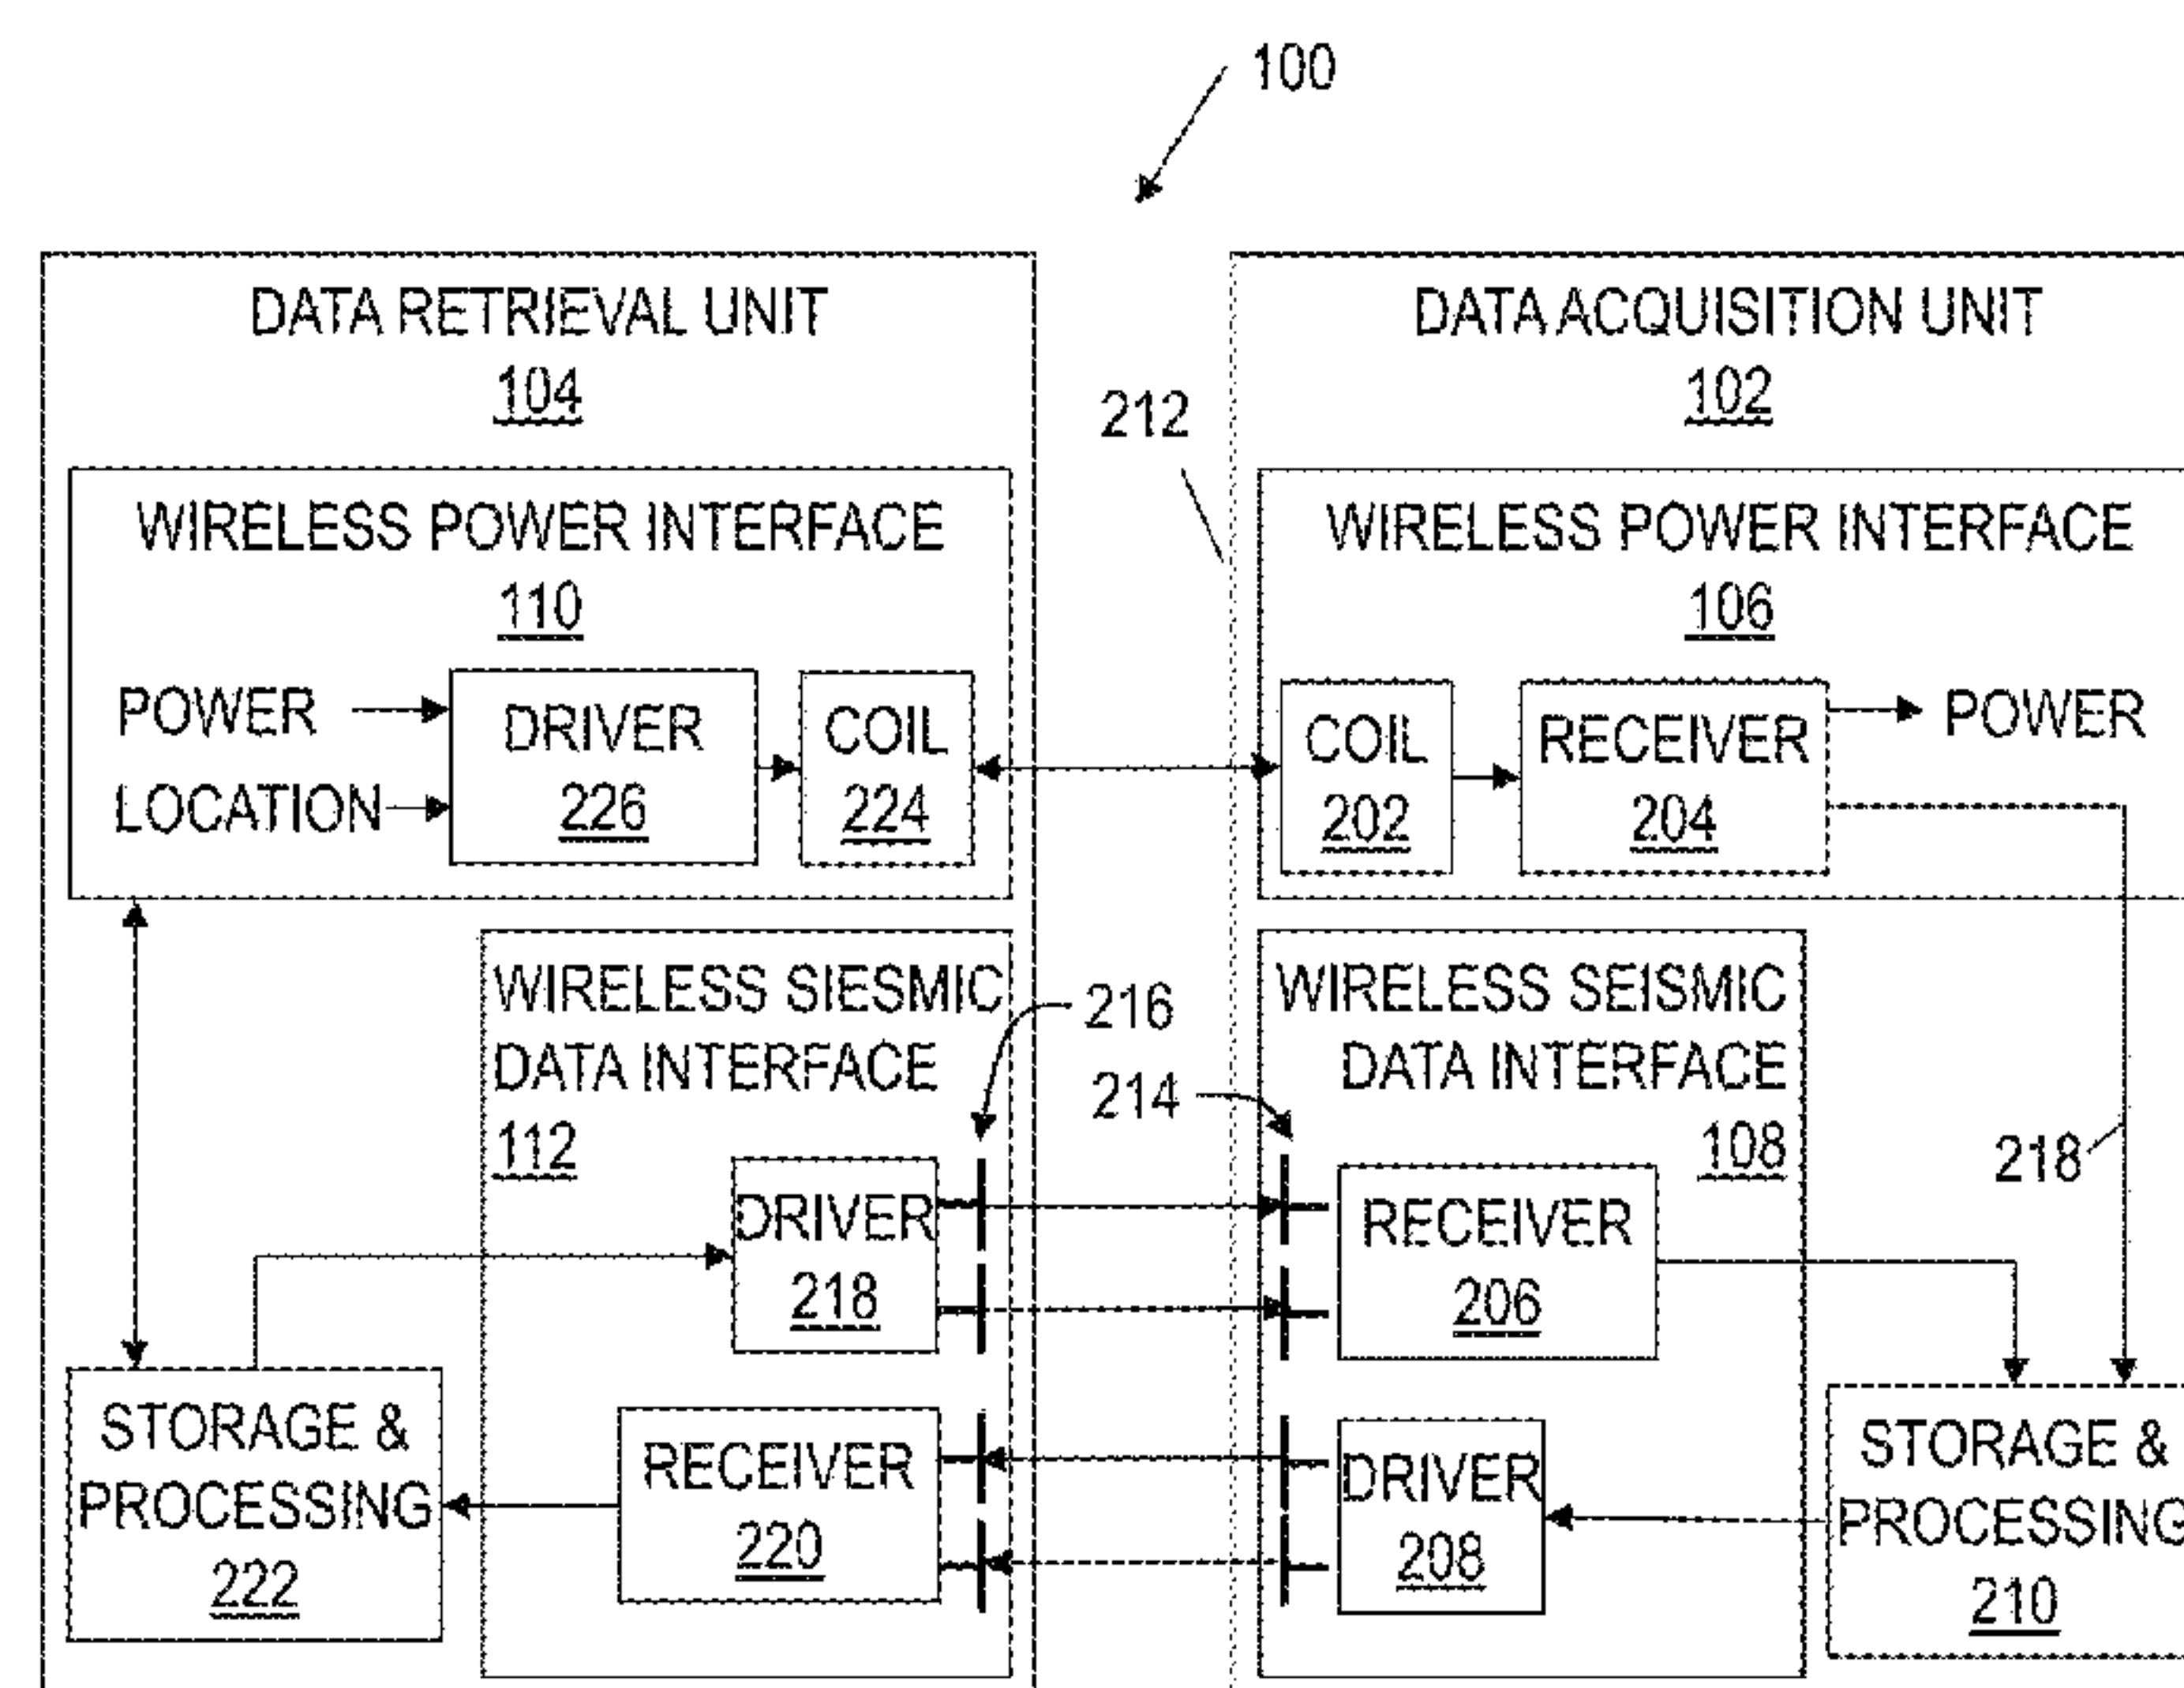 100
DATA RETRIEVAL UNIT
104
WIRELESS POWER INTERFACE
110
POWER
LOCATION
DRIVER
226
COIL
224
212
DATA ACQUISITION UNIT
102
WIRELESS POWER INTERFACE
106
COIL
202
RECEIVER
204
POWER
WIRELESS SIESMIC
DATA INTERFACE
112
DRIVER
218
RECEIVER
220
STORAGE &
PROCESSING
222
216
214
WIRELESS SEISMIC
DATA INTERFACE
108
RECEIVER
206
DRIVER
208
218
STORAGE &
PROCESSING
210